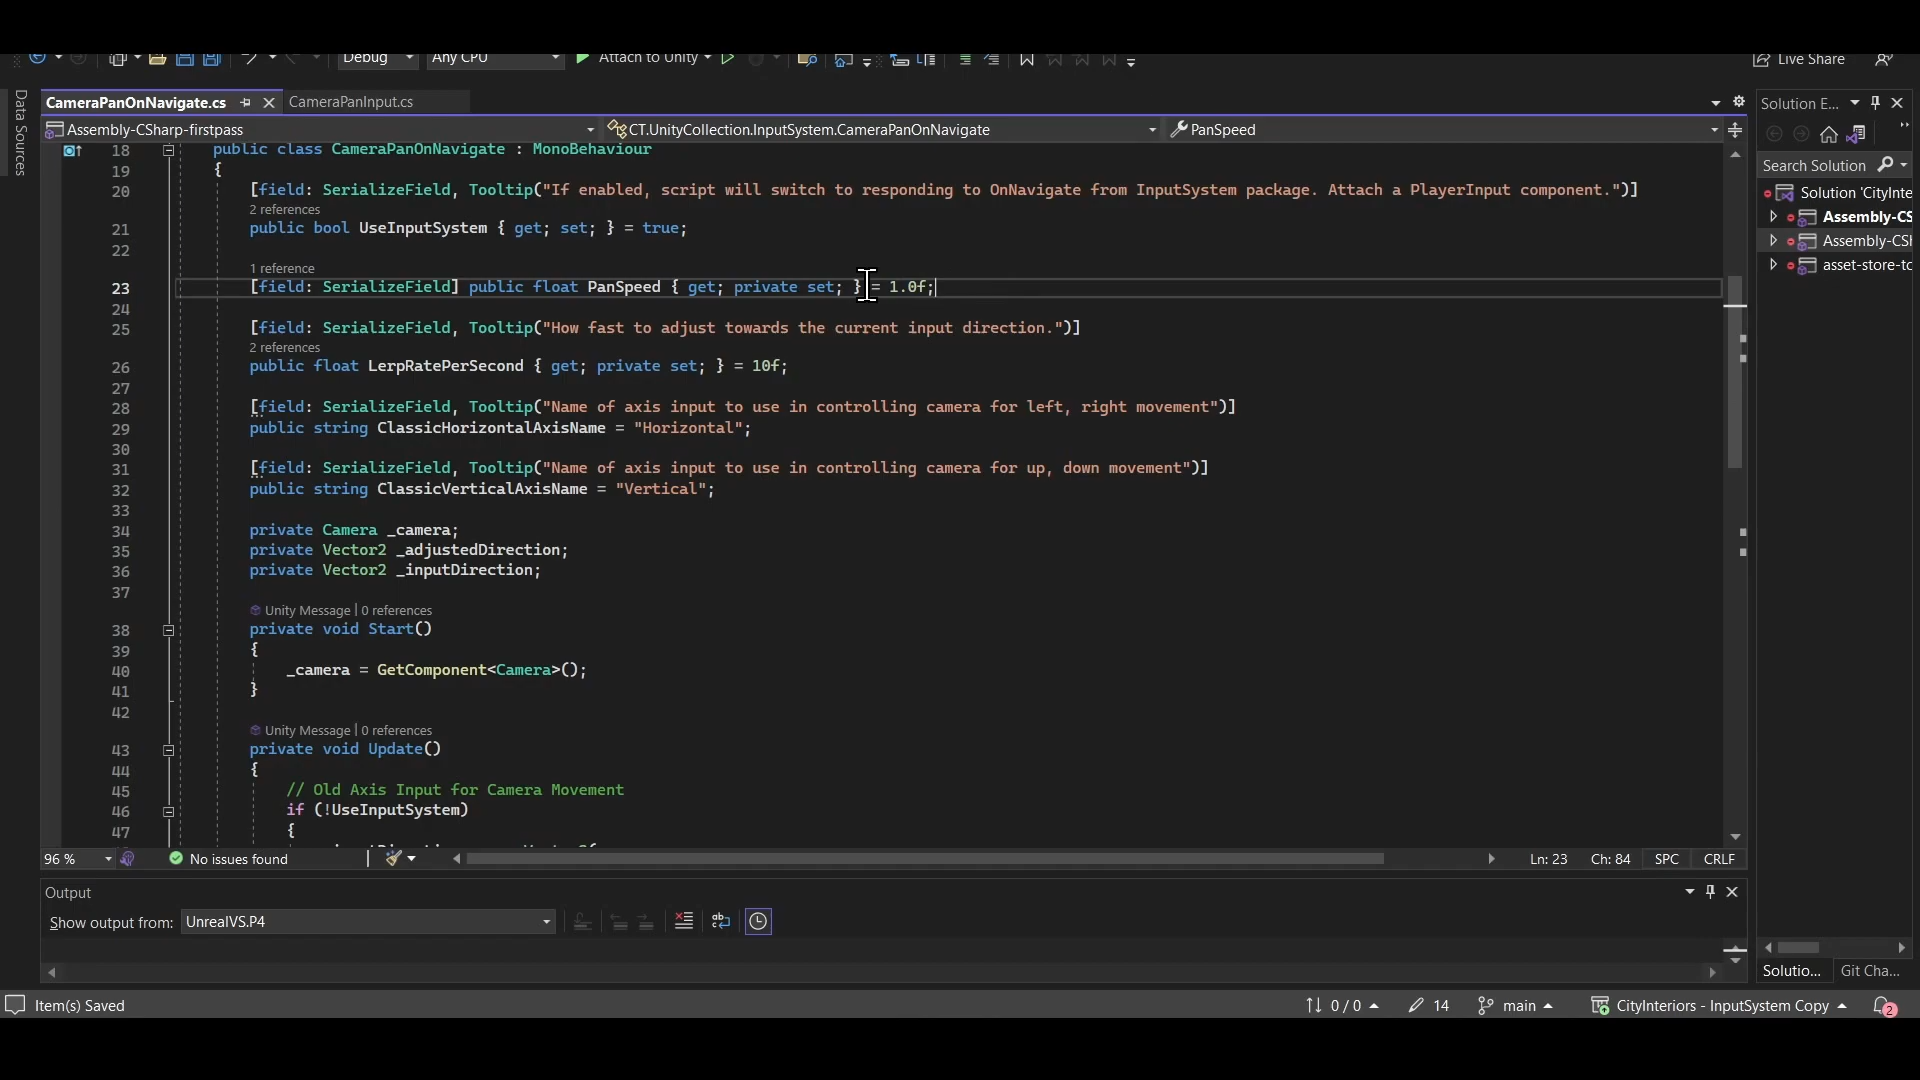 Debug Any CPU Attach to Unity Live Share
Data Sources
CameraPanOnNavigate.cs CameraPanInput.cs
Assembly-CSharp-firstpass CT.UnityCollection.InputSystem.CameraPanOnNavigate PanSpeed
18 public class CameraPanOnNavigate : MonoBehaviour
19 {
20 [field: SerializeField, Tooltip("If enabled, script will switch to responding to OnNavigate from InputSystem package. Attach a PlayerInput component.")]
2 references
21 public bool UseInputSystem { get; set; } = true;
22
1 reference
23 [field: SerializeField] public float PanSpeed { get; private set; } = 1.0f;
24
25 [field: SerializeField, Tooltip("How fast to adjust towards the current input direction.")]
2 references
26 public float LerpRatePerSecond { get; private set; } = 10f;
27
28 [field: SerializeField, Tooltip("Name of axis input to use in controlling camera for left, right movement")]
29 public string ClassicHorizontalAxisName = "Horizontal";
30
31 [field: SerializeField, Tooltip("Name of axis input to use in controlling camera for up, down movement")]
32 public string ClassicVerticalAxisName = "Vertical";
33
34 private Camera _camera;
35 private Vector2 _adjustedDirection;
36 private Vector2 _inputDirection;
37
Unity Message | 0 references
38 private void Start()
39 {
40 _camera = GetComponent<Camera>();
41 }
42
Unity Message | 0 references
43 private void Update()
44 {
45 // Old Axis Input for Camera Movement
46 if (!UseInputSystem)
47 {
96 % No issues found Ln: 23 Ch: 84 SPC CRLF
Output
Show output from: UnrealVS.P4
Solution E...
Search Solution
Solution 'CityInte
Assembly-CS
Assembly-CSh
asset-store-to
Solutio... Git Cha...
Item(s) Saved 0 / 0 14 main CityInteriors - InputSystem Copy 2